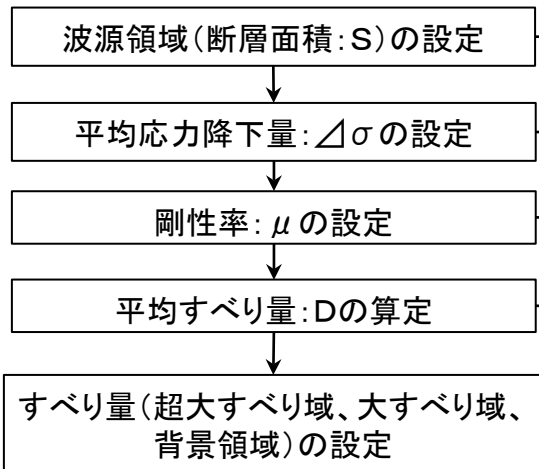 波源領域(断層面積:S)の設定
平均応力降下量:⊿σの設定
剛性率:μの設定
平均すべり量:Dの算定
すべり量(超大すべり域、大すべり域、
背景領域)の設定